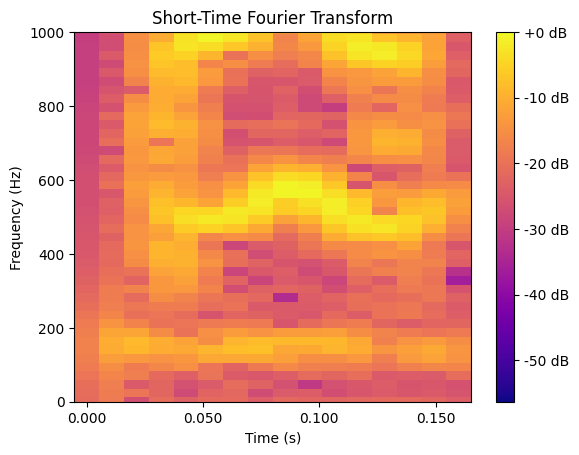 Short-Time Fourier Transform
1000
800
600
400
200
0
Frequency (Hz)
0.000
0.050
0.100
0.150
Time (s)
+0 dB
-10 dB
-20 dB
-30 dB
-40 dB
-50 dB